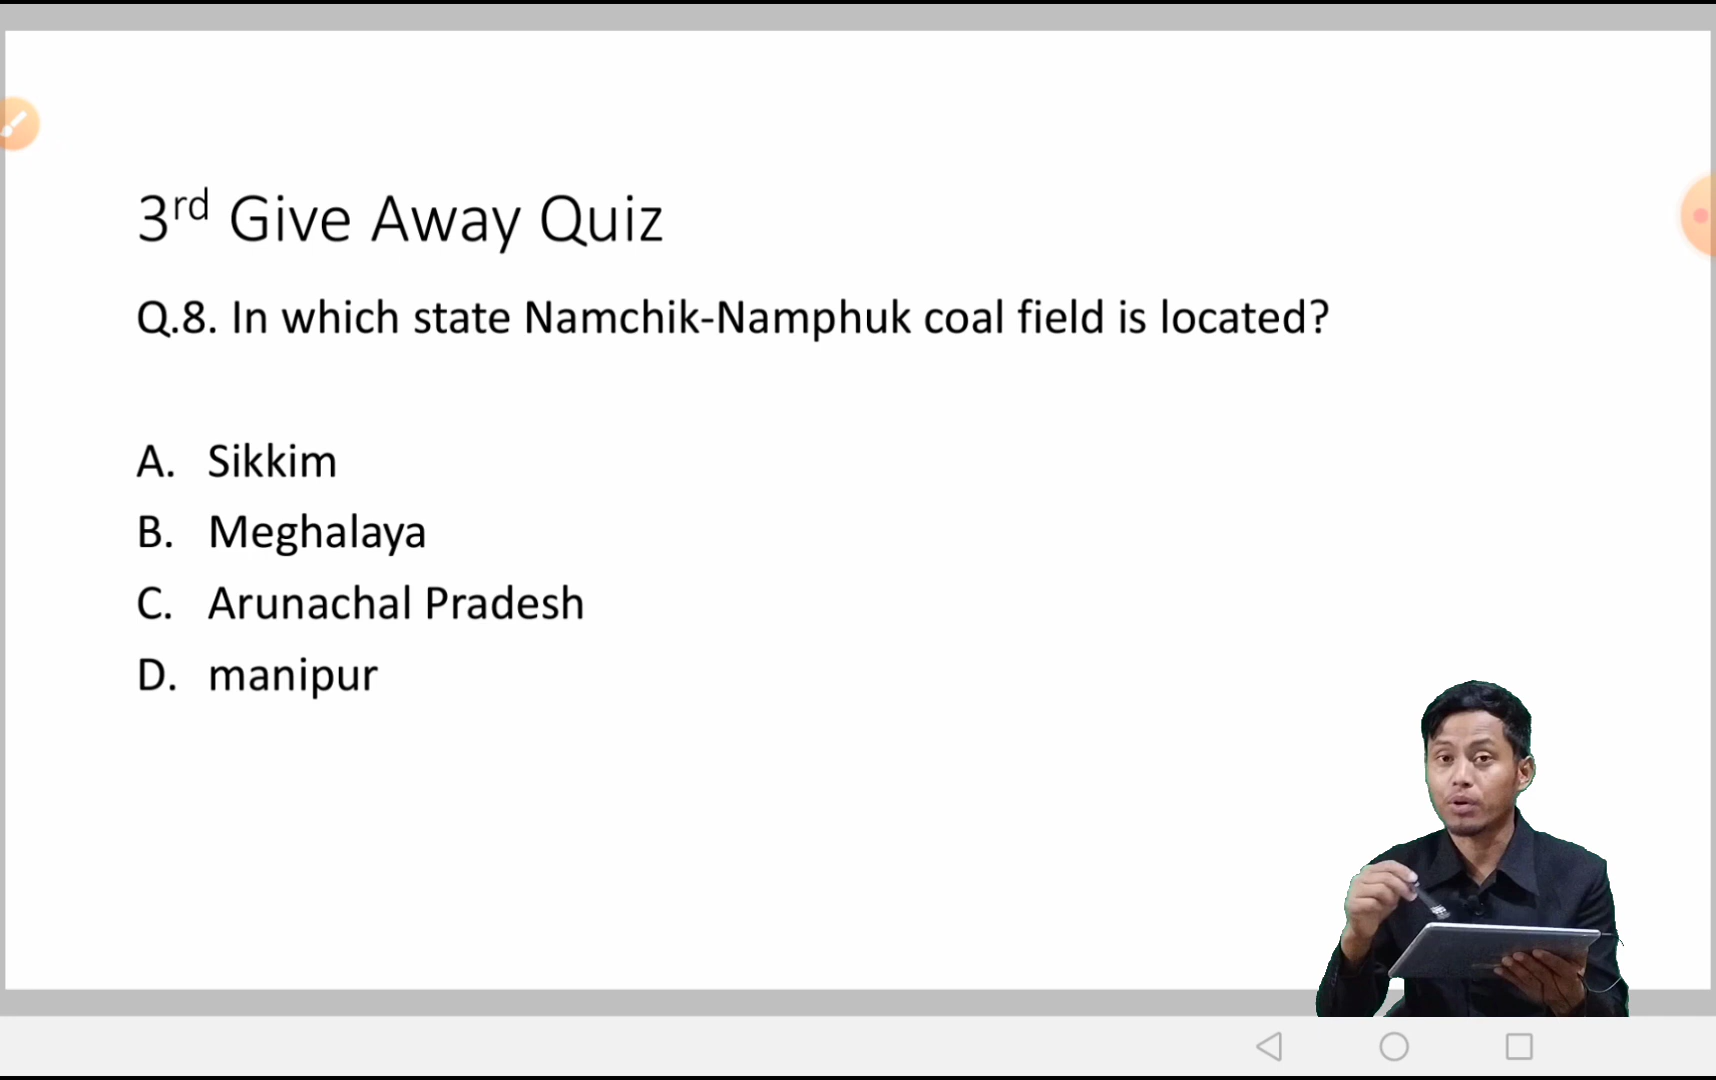 3rd Give Away Quiz
Q.8. In which state Namchik-Namphuk coal field is located?
A. Sikkim
B. Meghalaya
C. Arunachal Pradesh
D. manipur